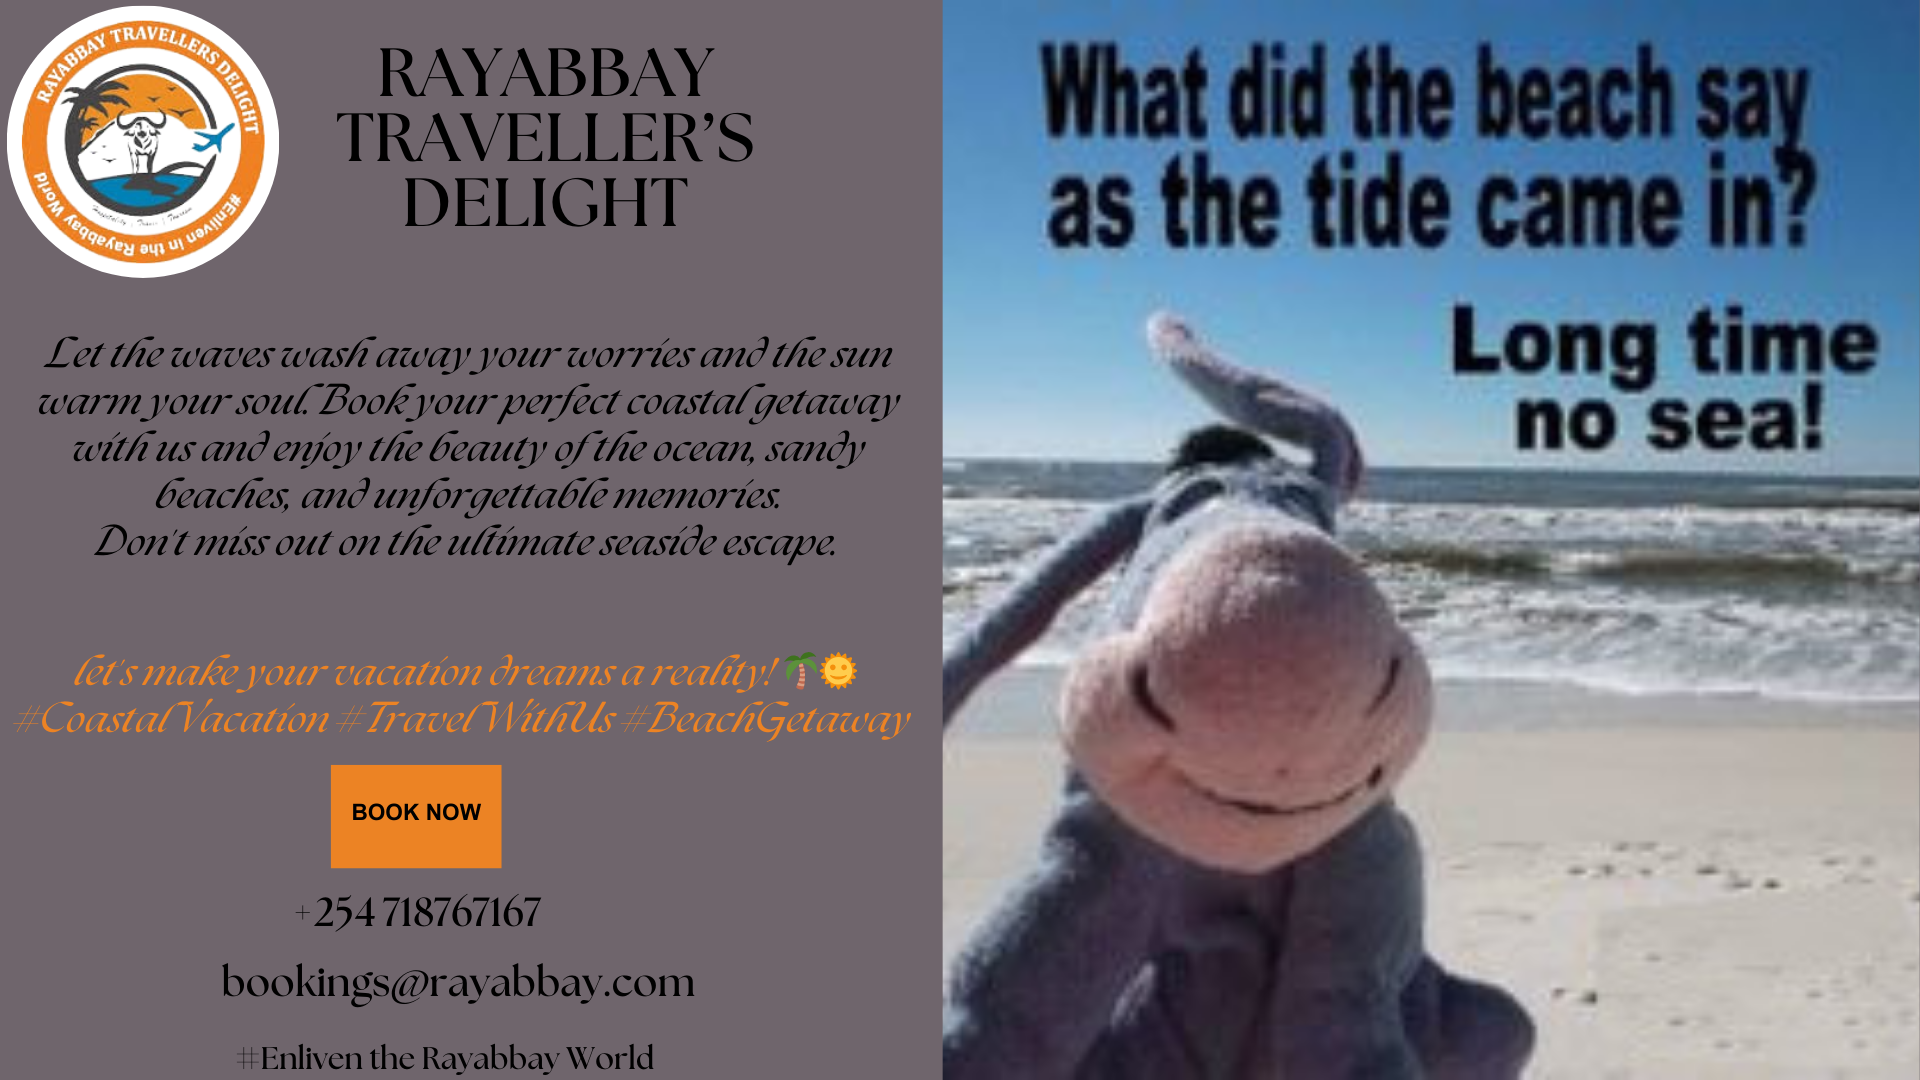 RAYABBAY TRAVELLERS DELIGHT
#Enliven in the Rayabbay World
RAYABBAY
TRAVELLER’S
DELIGHT
Let the waves wash away your worries and the sun
warm your soul. Book your perfect coastal getaway
with us and enjoy the beauty of the ocean, sandy
beaches, and unforgettable memories.
Don't miss out on the ultimate seaside escape.
let's make your vacation dreams a reality! 🌴🌞
#CoastalVacation #TravelWithUs #BeachGetaway
BOOK NOW
+254 718767167
bookings@rayabbay.com
#Enliven the Rayabbay World
What did the beach say
as the tide came in?
Long time
no sea!